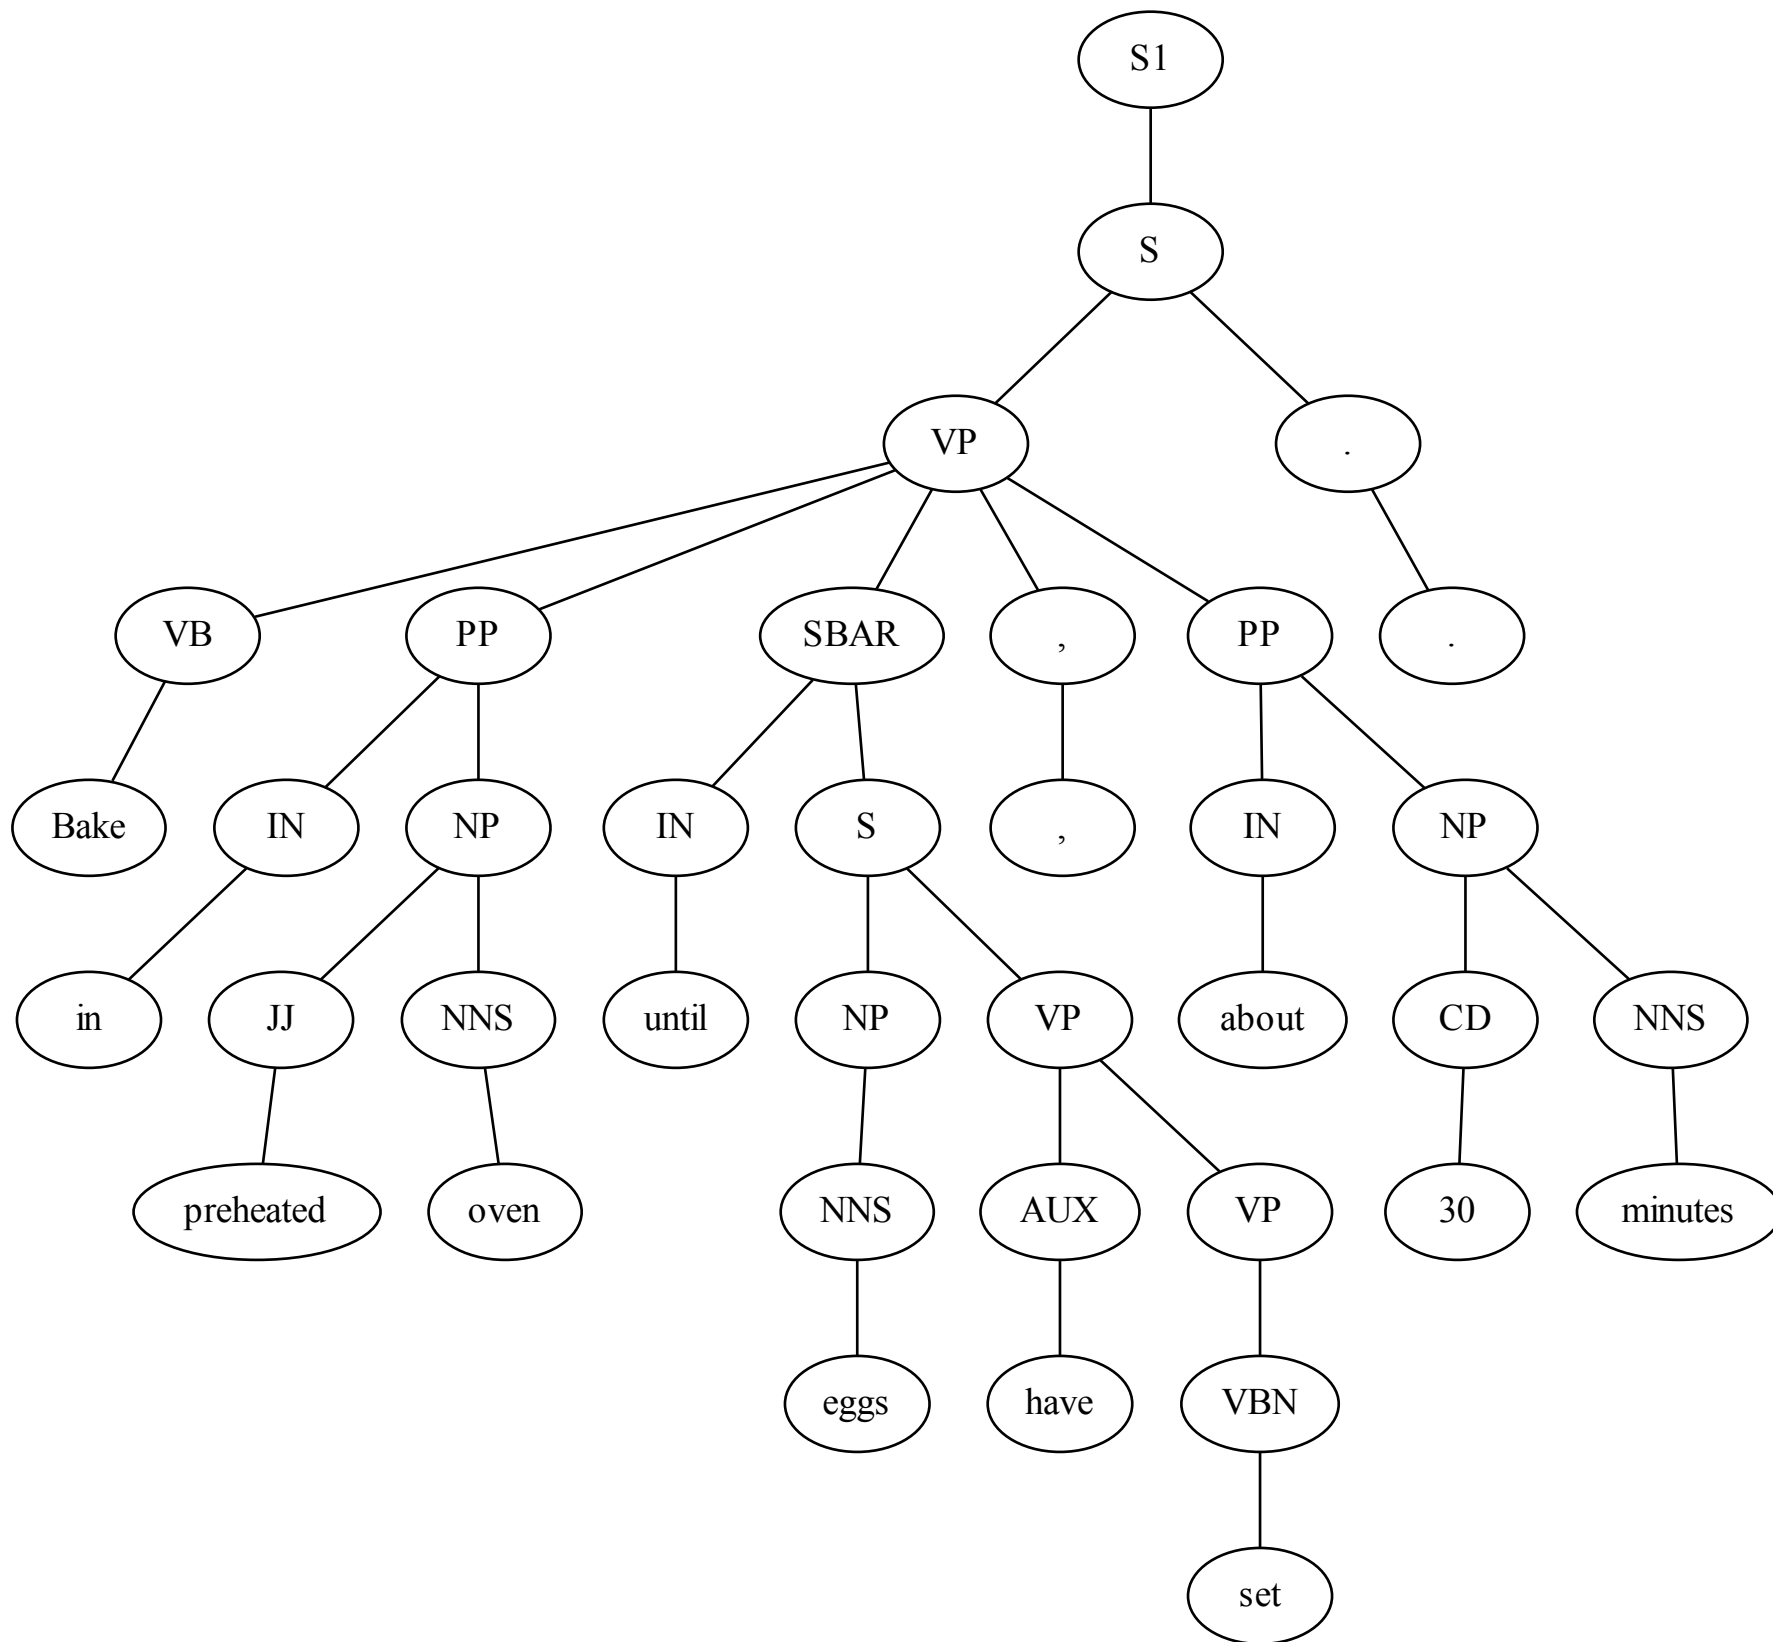 S1
S
VP .
VB PP SBAR , PP .
Bake IN NP IN S , IN NP
in JJ NNS until NP VP about CD NNS
preheated oven NNS AUX VP 30 minutes
eggs have VBN
set